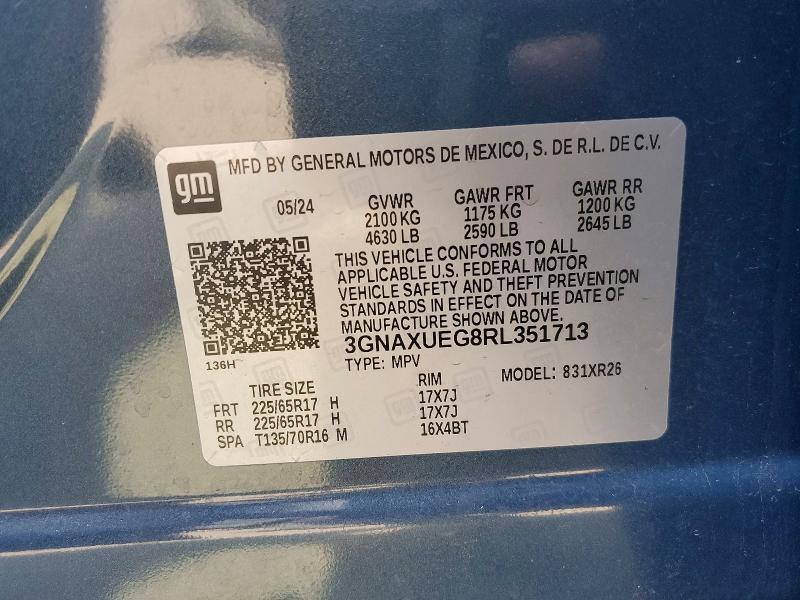 gm
MFD BY GENERAL MOTORS DE MEXICO, S. DE R.L. DE C.V.
05/24 GVWR GAWR FRT GAWR RR
2100 KG 1175 KG 1200 KG
4630 LB 2590 LB 2645 LB
THIS VEHICLE CONFORMS TO ALL
APPLICABLE U.S. FEDERAL MOTOR
VEHICLE SAFETY AND THEFT PREVENTION
STANDARDS IN EFFECT ON THE DATE OF
MANUFACTURE SHOWN ABOVE.
3GNAXUEG8RL351713
136H
TYPE: MPV MODEL: 831XR26
TIRE SIZE RIM
FRT 225/65R17 H 17X7J
RR 225/65R17 H 17X7J
SPA T135/70R16 M 16X4BT